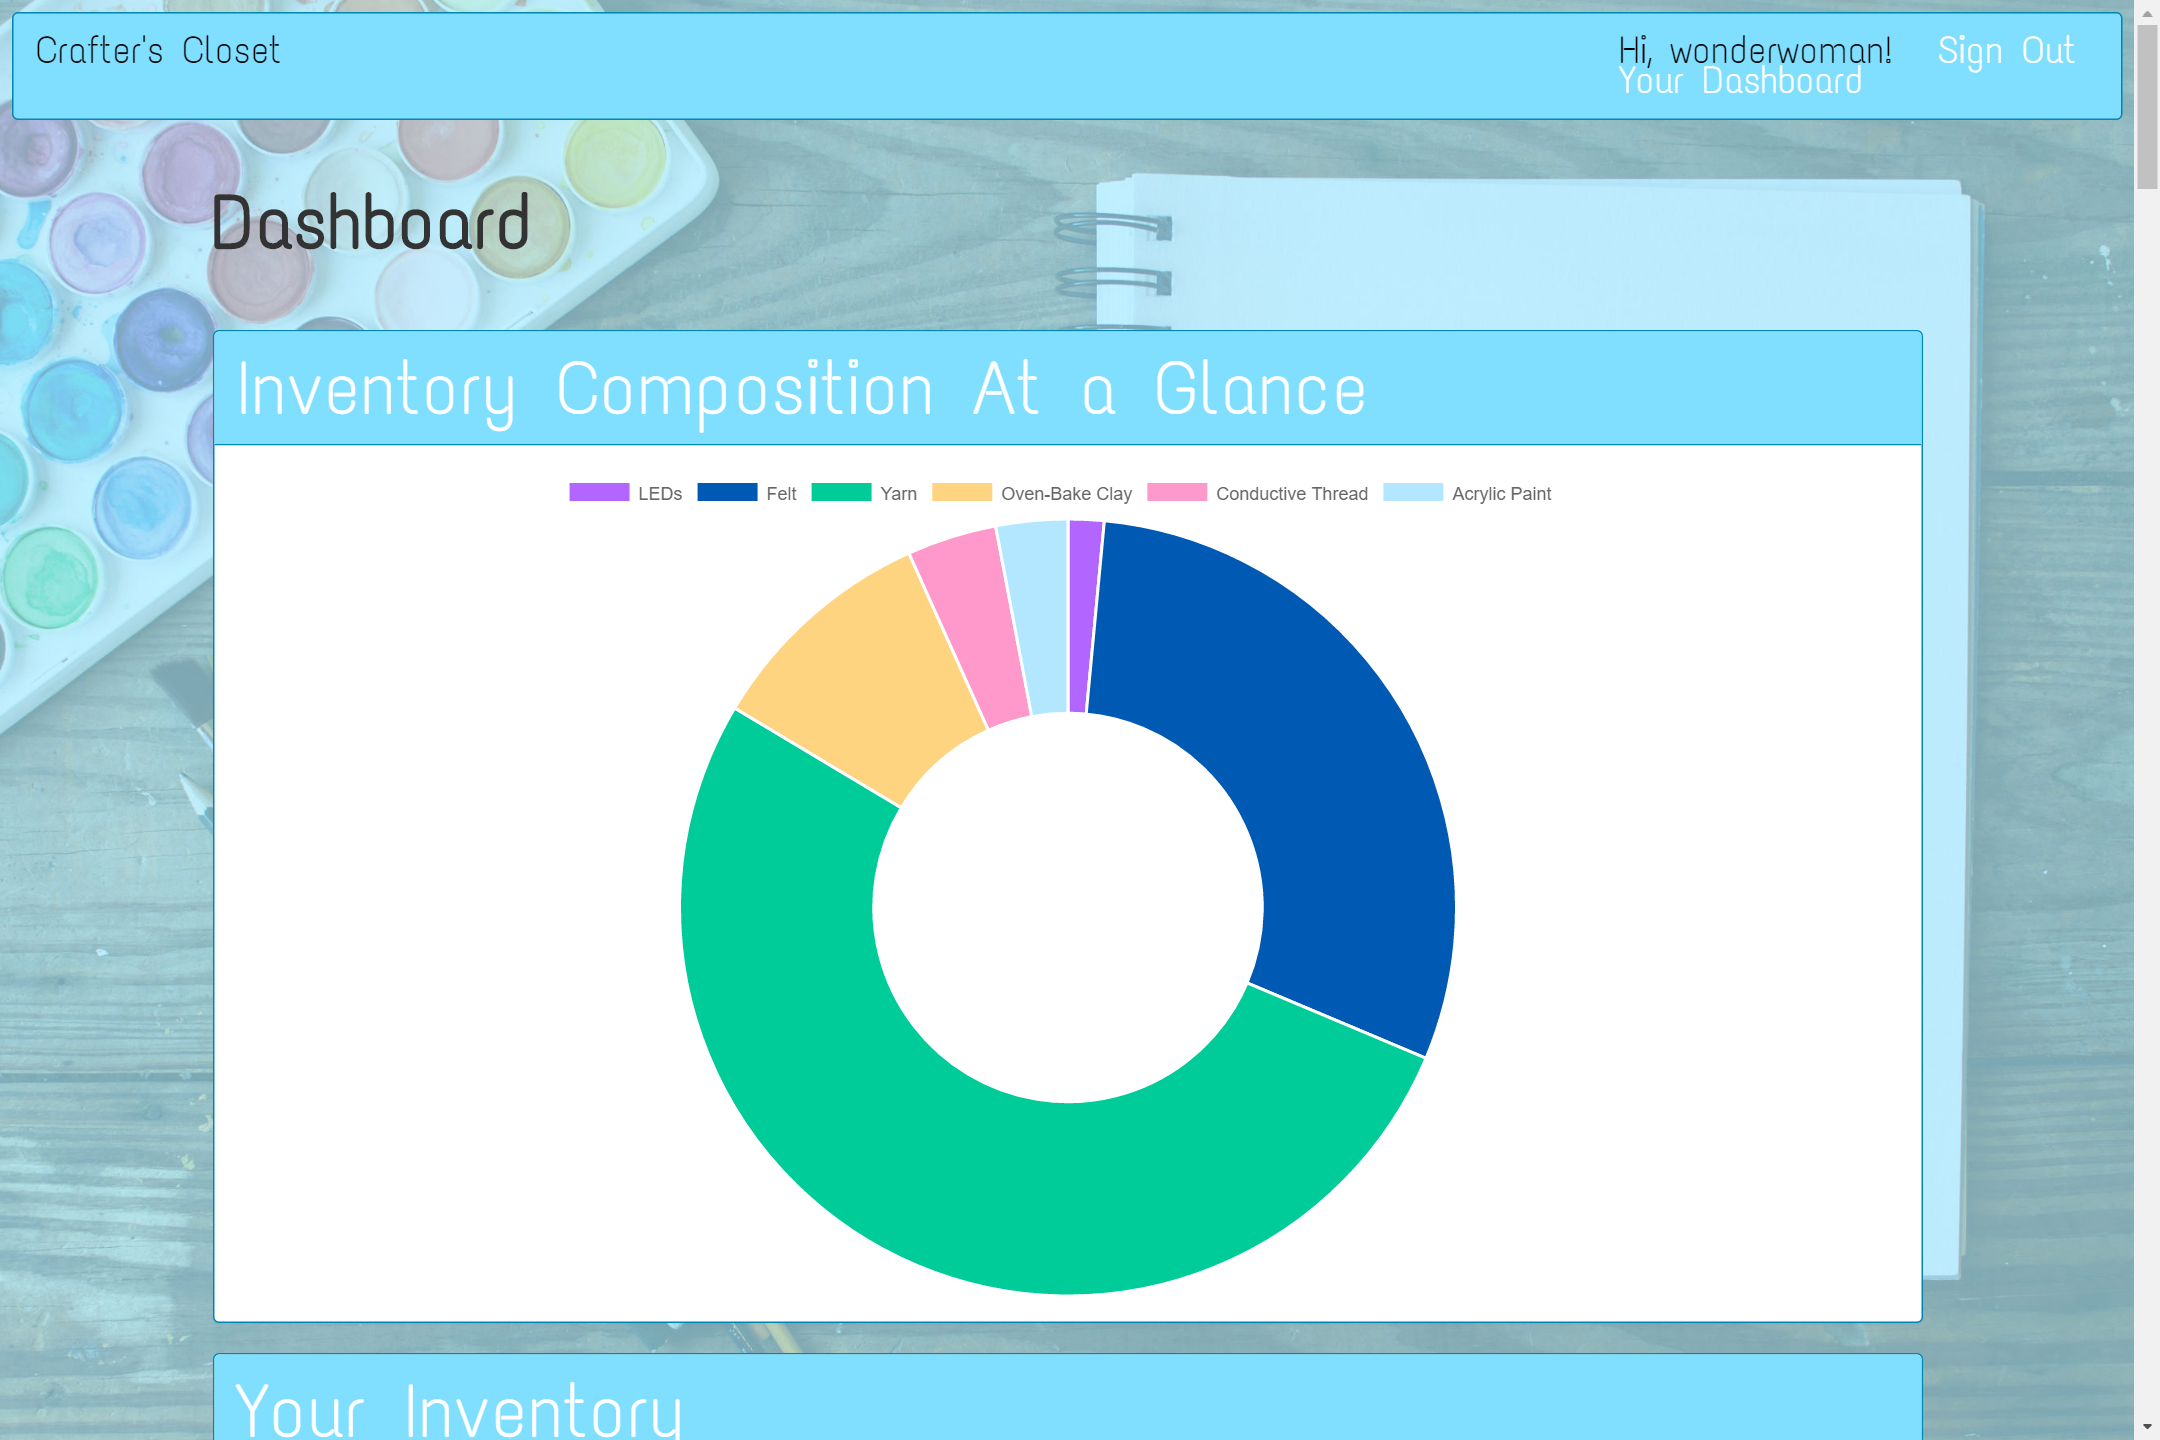 Crafter's Closet
Hi, wonderwoman! Sign Out
Your Dashboard
Dashboard
Inventory Composition At a Glance
LEDs Felt Yarn Oven-Bake Clay Conductive Thread Acrylic Paint
Your Inventory